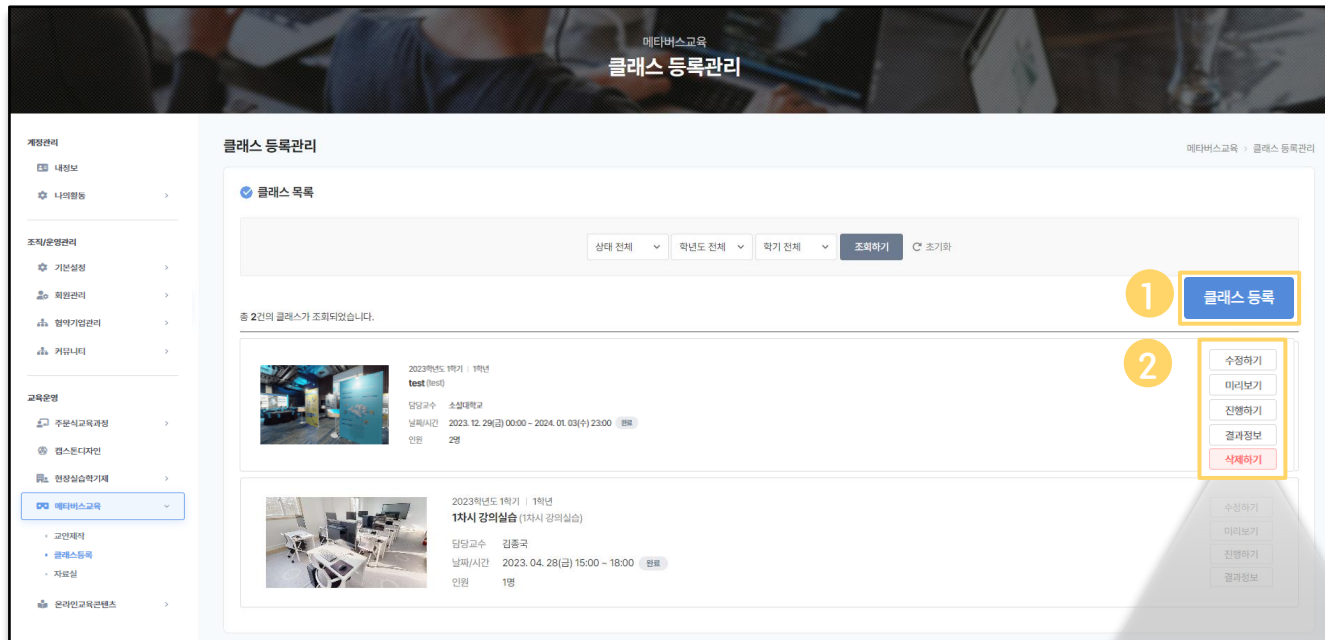 메타버스교육
클래스 등록관리
계정관리
내정보
나의활동
조직/운영관리
기본설정
회원관리
협약기업관리
커뮤니티
교육운영
주문식교육과정
캡스톤디자인
현장실습학기제
메타버스교육
교안제작
클래스등록
자료실
온라인교육콘텐츠
클래스 등록관리
메타버스교육 > 클래스 등록관리
클래스 목록
상태 전체 학년도 전체 학기 전체 조회하기 초기화
1
클래스 등록
총 2건의 클래스가 조회되었습니다.
2
2023학년도 1학기 | 1학년
test (test)
담당교수 소설대학교
날짜/시간 2023. 12. 29(금) 00:00 ~ 2024. 01. 03(수) 23:00 완료
인원 2명
수정하기
미리보기
진행하기
결과정보
삭제하기
2023학년도 1학기 | 1학년
1차시 강의실습 (1차시 강의실습)
담당교수 김종국
날짜/시간 2023. 04. 28(금) 15:00 ~ 18:00 완료
인원 1명
수정하기
미리보기
진행하기
결과정보